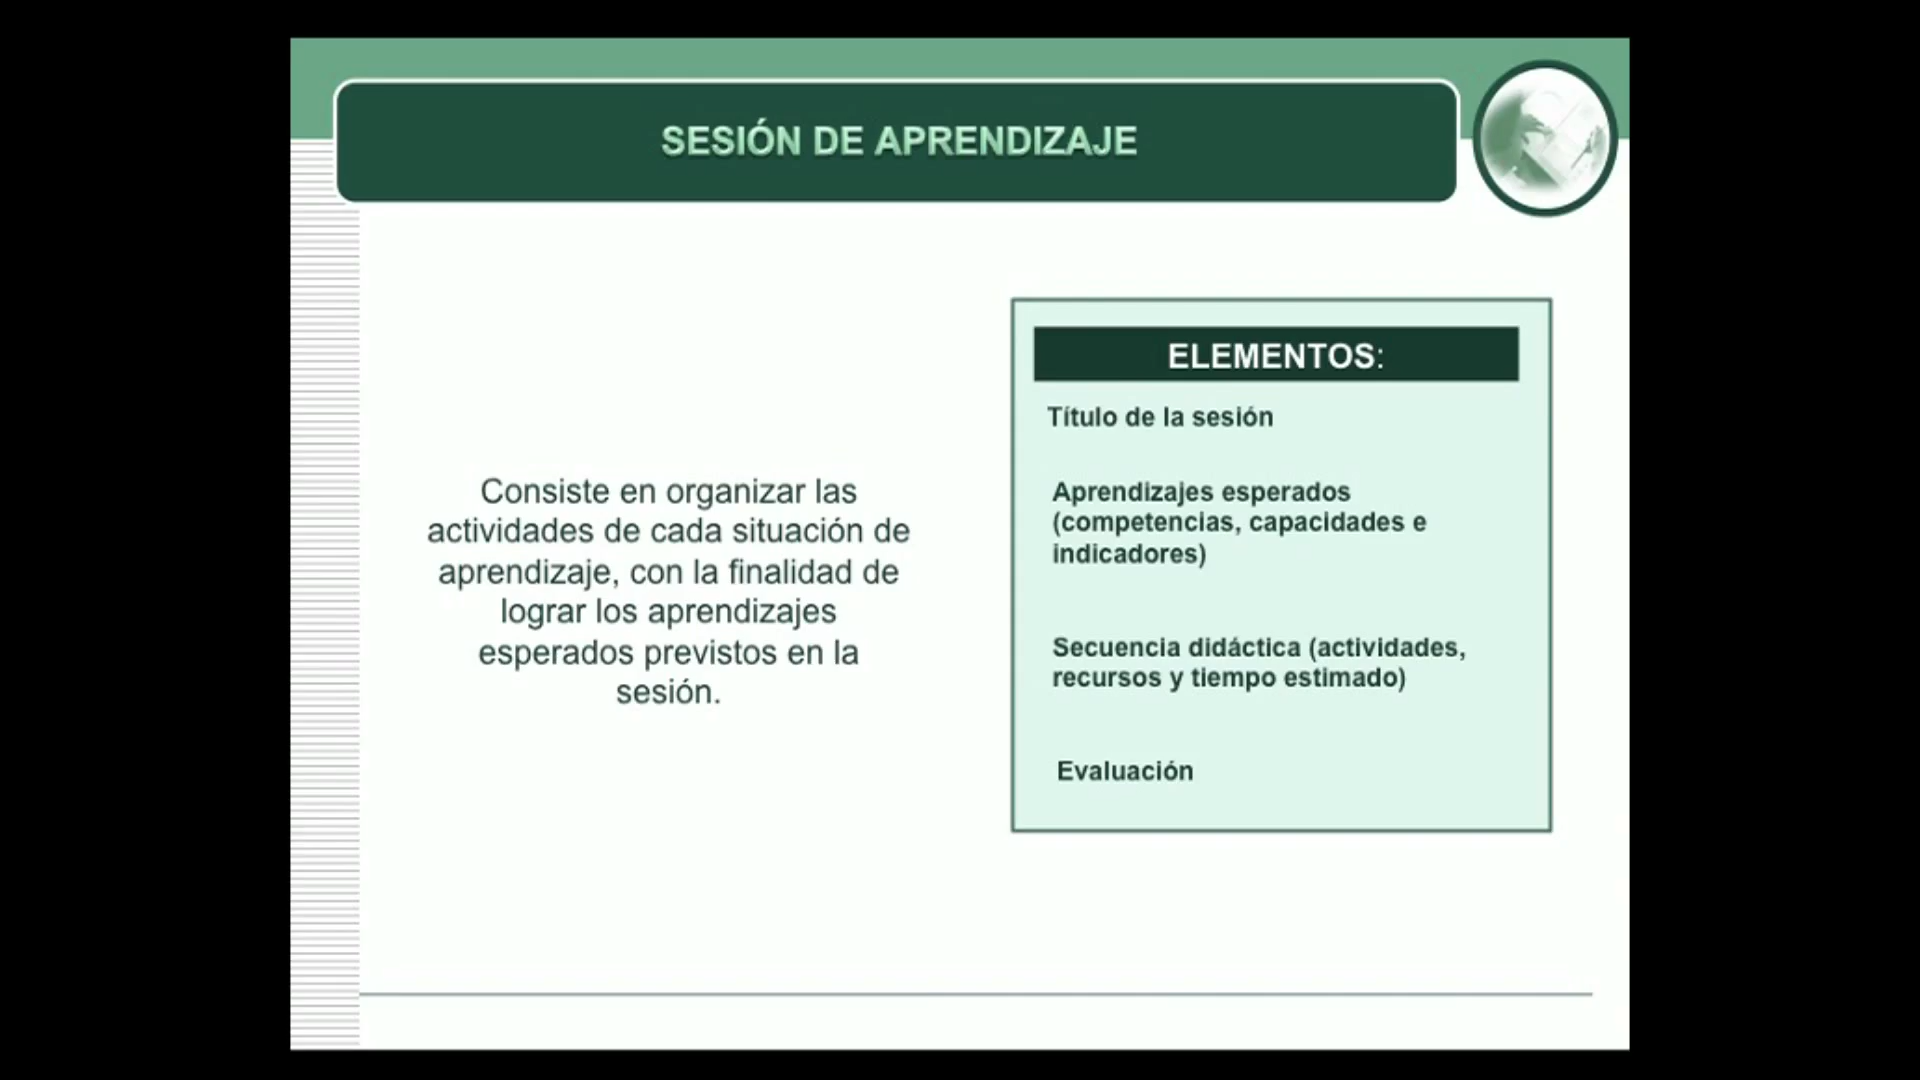 SESIÓN DE APRENDIZAJE
Consiste en organizar las
actividades de cada situación de
aprendizaje, con la finalidad de
lograr los aprendizajes
esperados previstos en la
sesión.
ELEMENTOS:
Título de la sesión
Aprendizajes esperados
(competencias, capacidades e
indicadores)
Secuencia didáctica (actividades,
recursos y tiempo estimado)
Evaluación